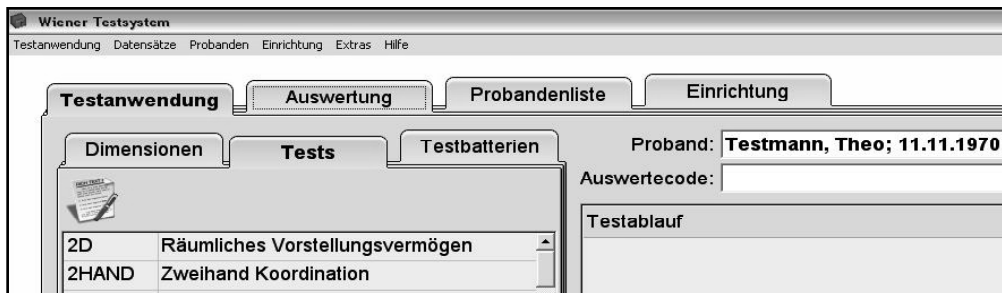 Wiener Testsystem
Testanwendung Datensätze Probanden Einrichtung Extras Hilfe
Testanwendung Auswertung Probandenliste Einrichtung
Dimensionen Tests Testbatterien
Proband: Testmann, Theo; 11.11.1970
Auswertecode:
Testablauf
2D Räumliches Vorstellungsvermögen
2HAND Zweihand Koordination